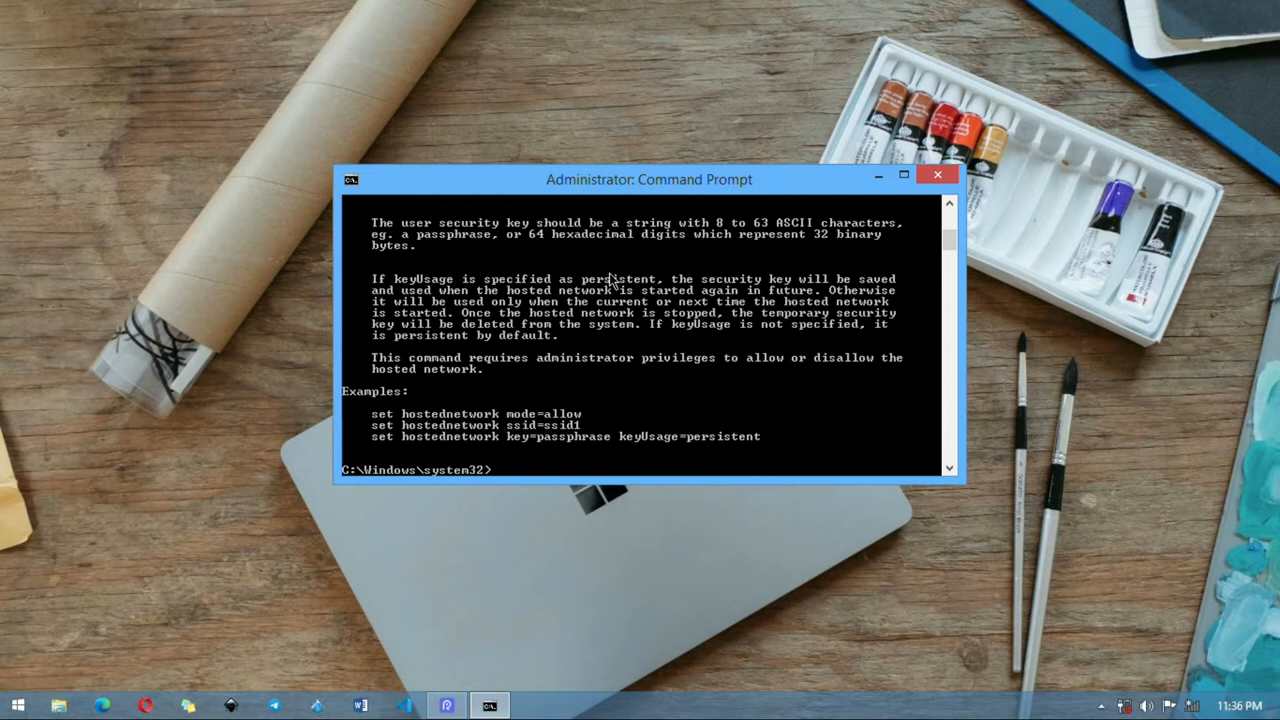 Administrator: Command Prompt
The user security key should be a string with 8 to 63 ASCII characters,
eg. a passphrase, or 64 hexadecimal digits which represent 32 binary
bytes.
If keyUsage is specified as persistent, the security key will be saved
and used when the hosted network is started again in future. Otherwise
it will be used only when the current or next time the hosted network
is started. Once the hosted network is stopped, the temporary security
key will be deleted from the system. If keyUsage is not specified, it
is persistent by default.
This command requires administrator privileges to allow or disallow the
hosted network.
Examples:
set hostednetwork mode=allow
set hostednetwork ssid=ssid1
set hostednetwork key=passphrase keyUsage=persistent
C:\Windows\system32>
11:36 PM